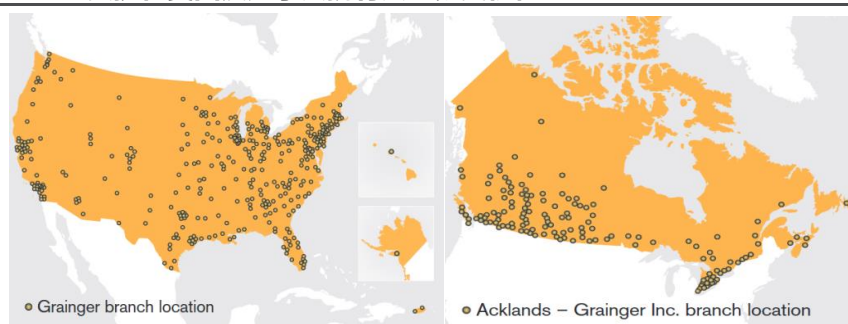 Grainger branch location
Acklands – Grainger Inc. branch location